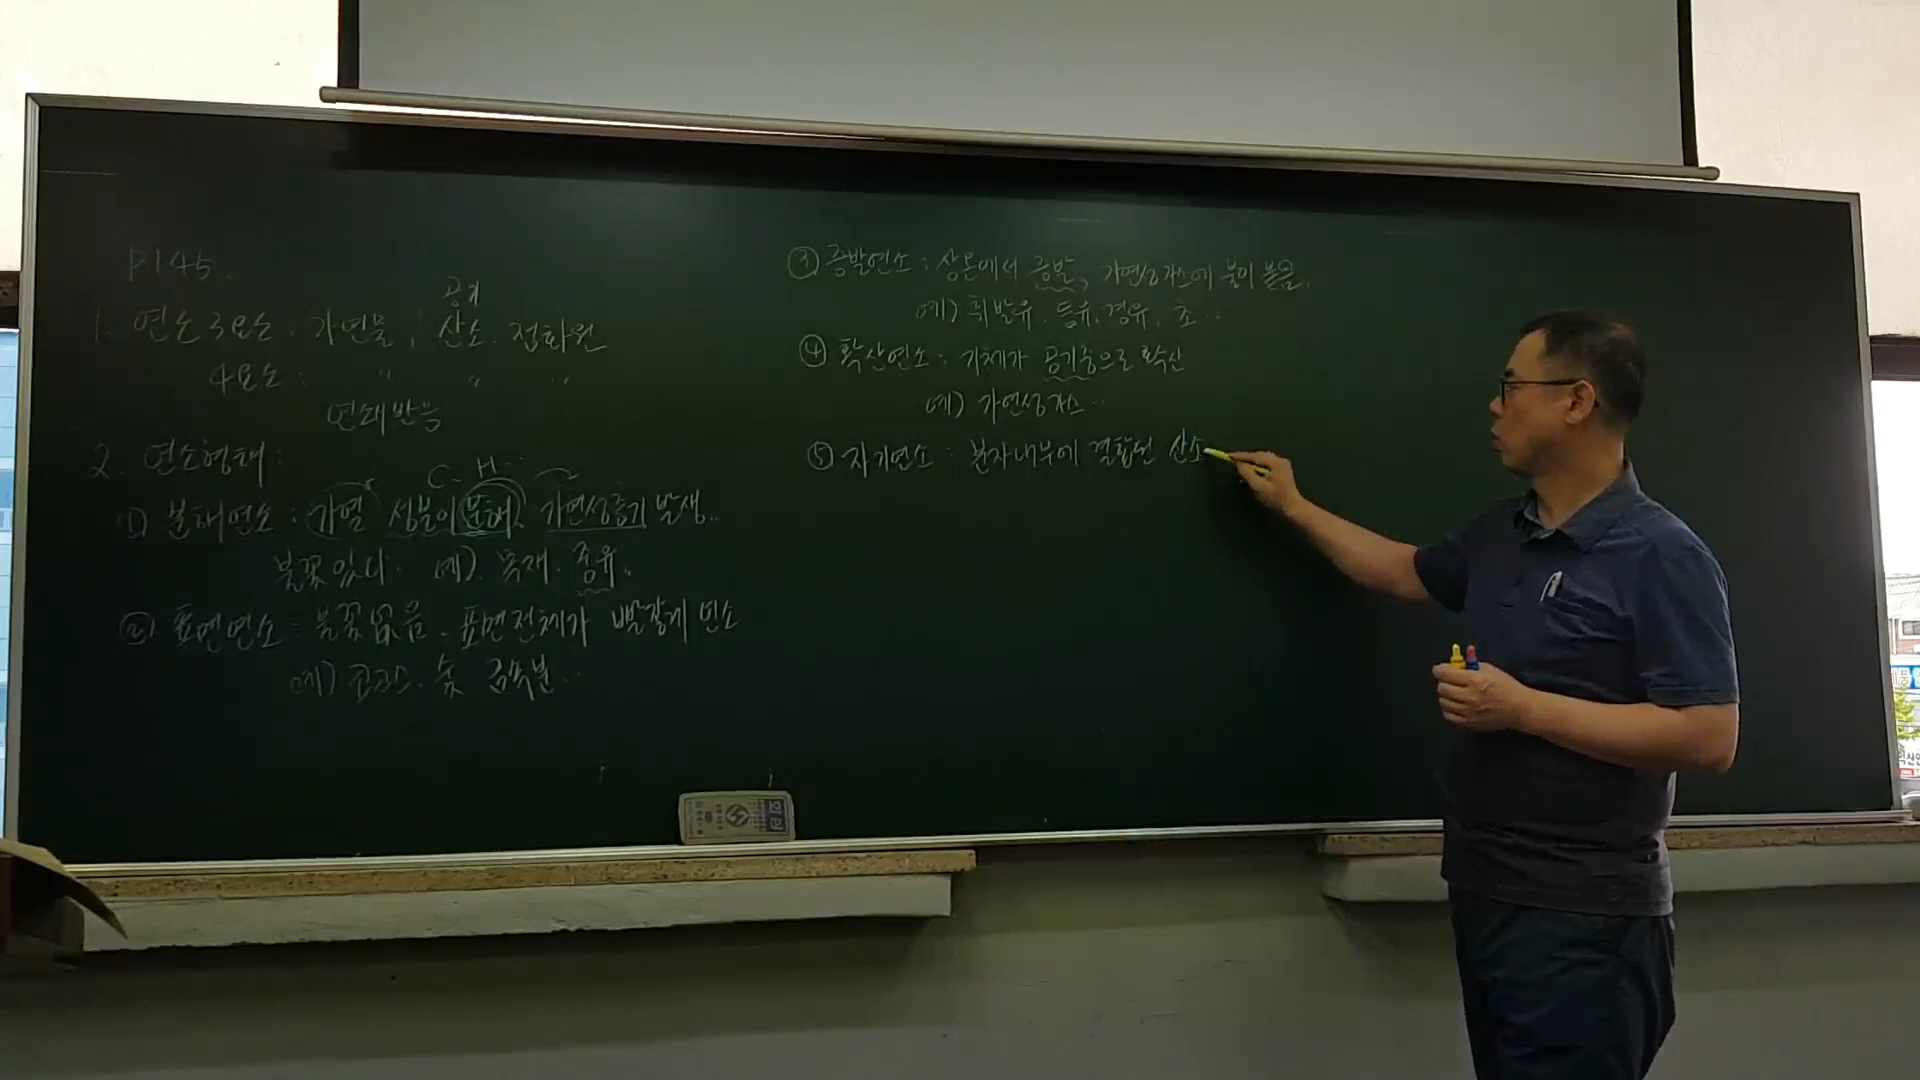 P145.
1. 연소3요소 : 가연물, 산소. 점화원
공기
4요소 : 〃 〃 〃
연쇄반응
2. 연소형태 :
C. H...
① 분해연소 : 가열 성분이 분해. 가연성증기 발생..
불꽃있다. 예). 목재. 중유.
② 표면연소 : 불꽃없음. 표면전체가 빨갛게 연소
예) 코크스. 숯 금속분...
③ 증발연소 : 상온에서 증발, 가연성가스에 불이 붙음.
예) 휘발유. 등유. 경유. 초...
④ 확산연소 : 기체가 공기중으로 확산
예) 가연성가스..
⑤ 자기연소 : 분자내부에 결합된 산소